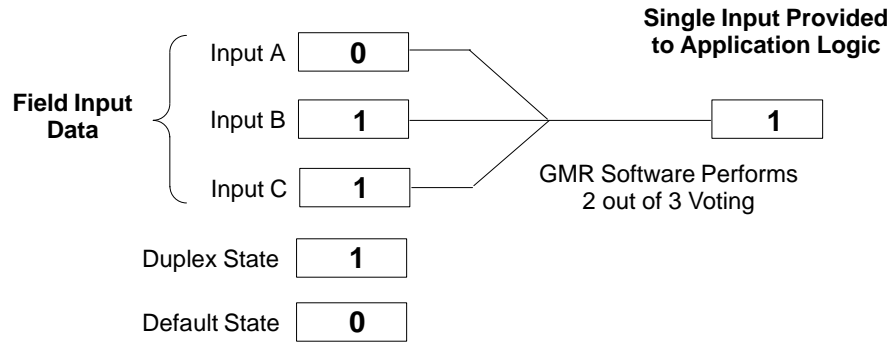 Single Input Provided
to Application Logic
Input A 0
Field Input
Data
Input B 1
1
Input C 1
GMR Software Performs
2 out of 3 Voting
Duplex State 1
Default State 0